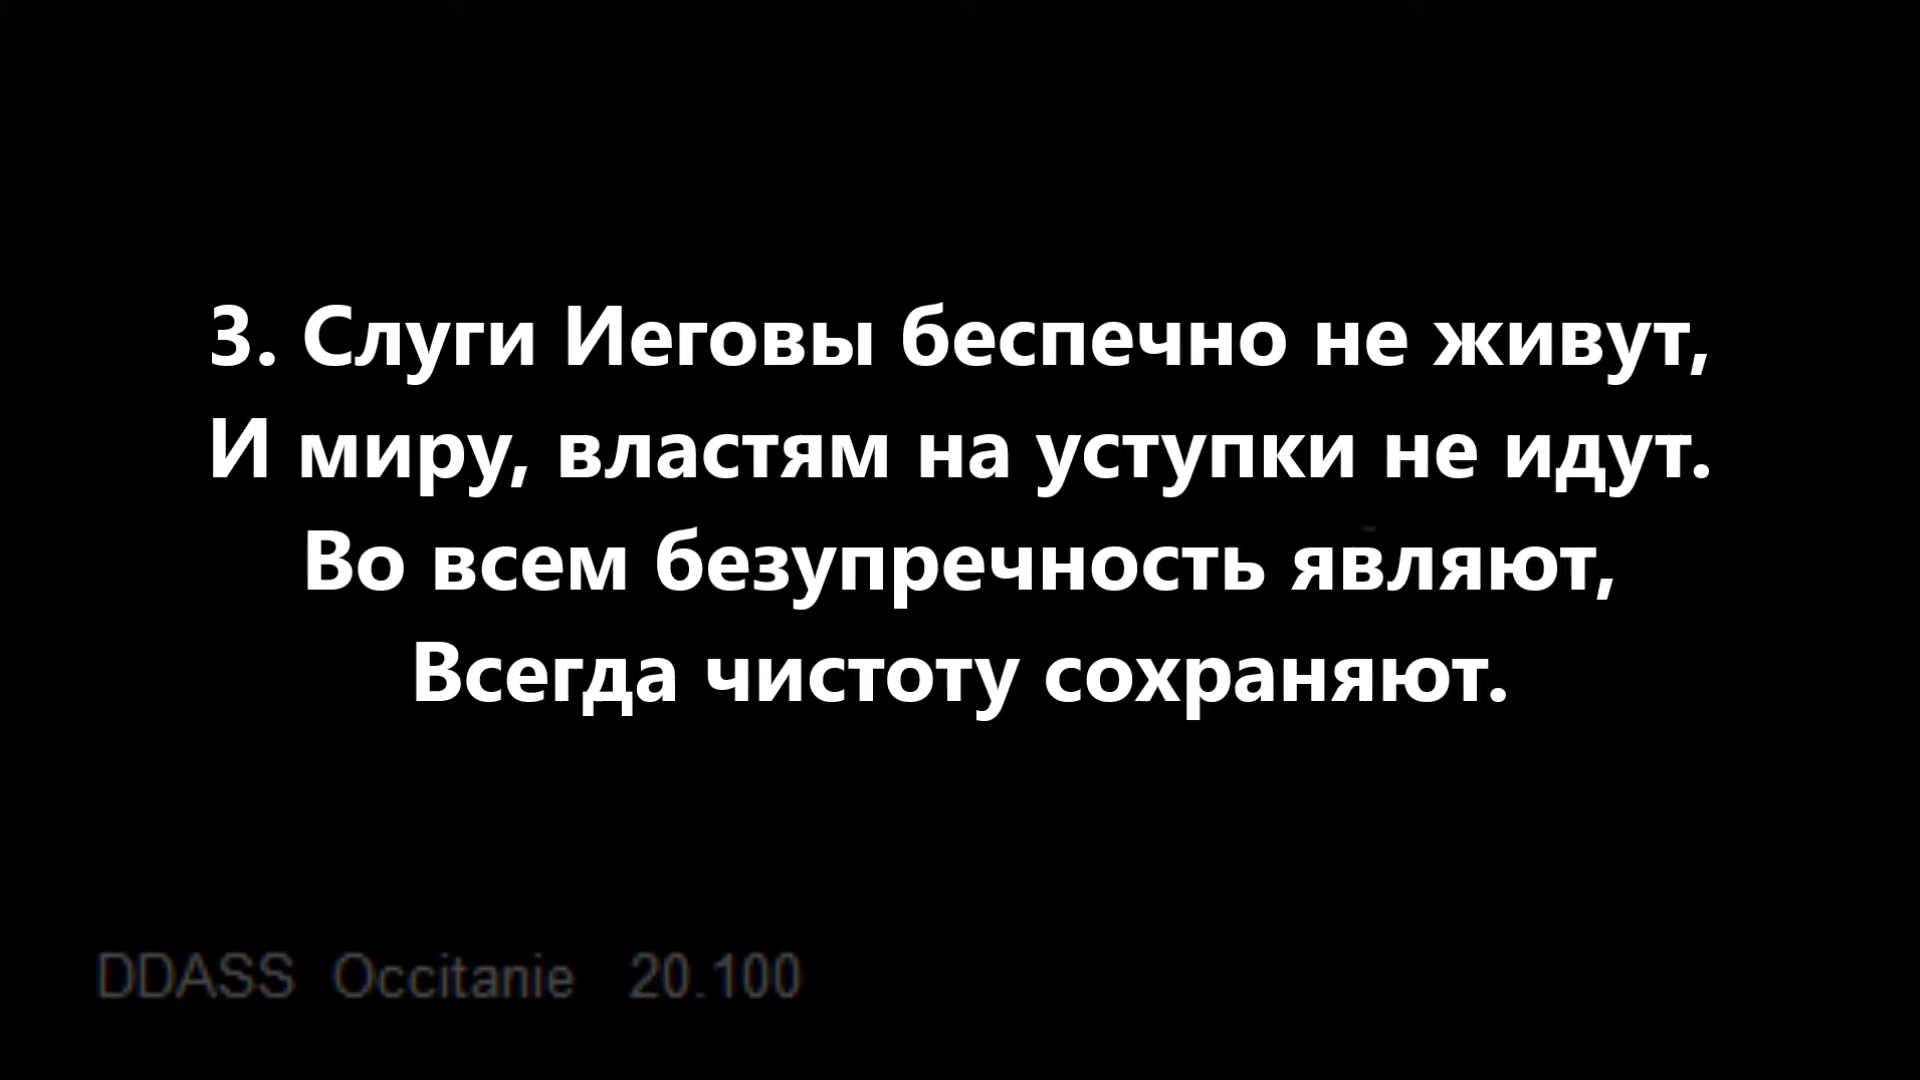 3. Слуги Иеговы беспечно не живут,
И миру, властям на уступки не идут.
Во всем безупречность являют,
Всегда чистоту сохраняют.
DDASS Occitanie 20.100